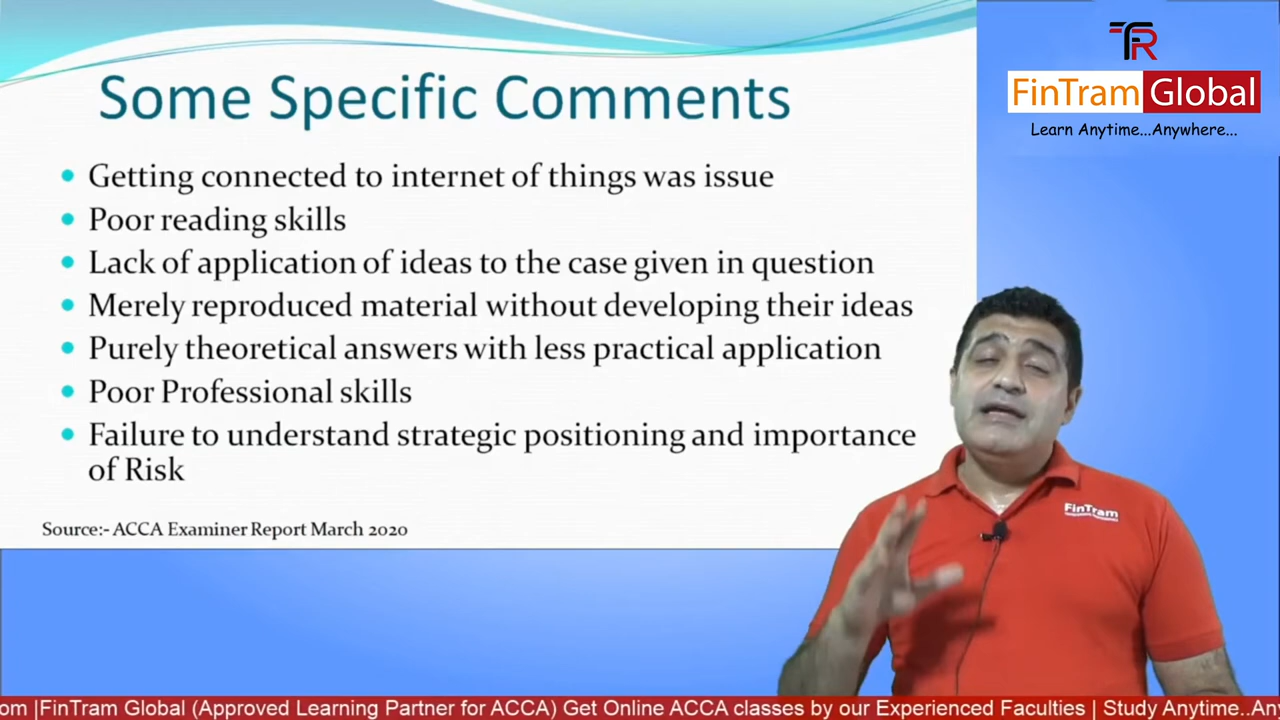 Some Specific Comments
Getting connected to internet of things was issue
Poor reading skills
Lack of application of ideas to the case given in question
Merely reproduced material without developing their ideas
Purely theoretical answers with less practical application
Poor Professional skills
Failure to understand strategic positioning and importance
of Risk
Source:- ACCA Examiner Report March 2020
TFR
FinTram Global
Learn Anytime...Anywhere...
FinTram
om |FinTram Global (Approved Learning Partner for ACCA) Get Online ACCA classes by our Experienced Faculties | Study Anytime..An